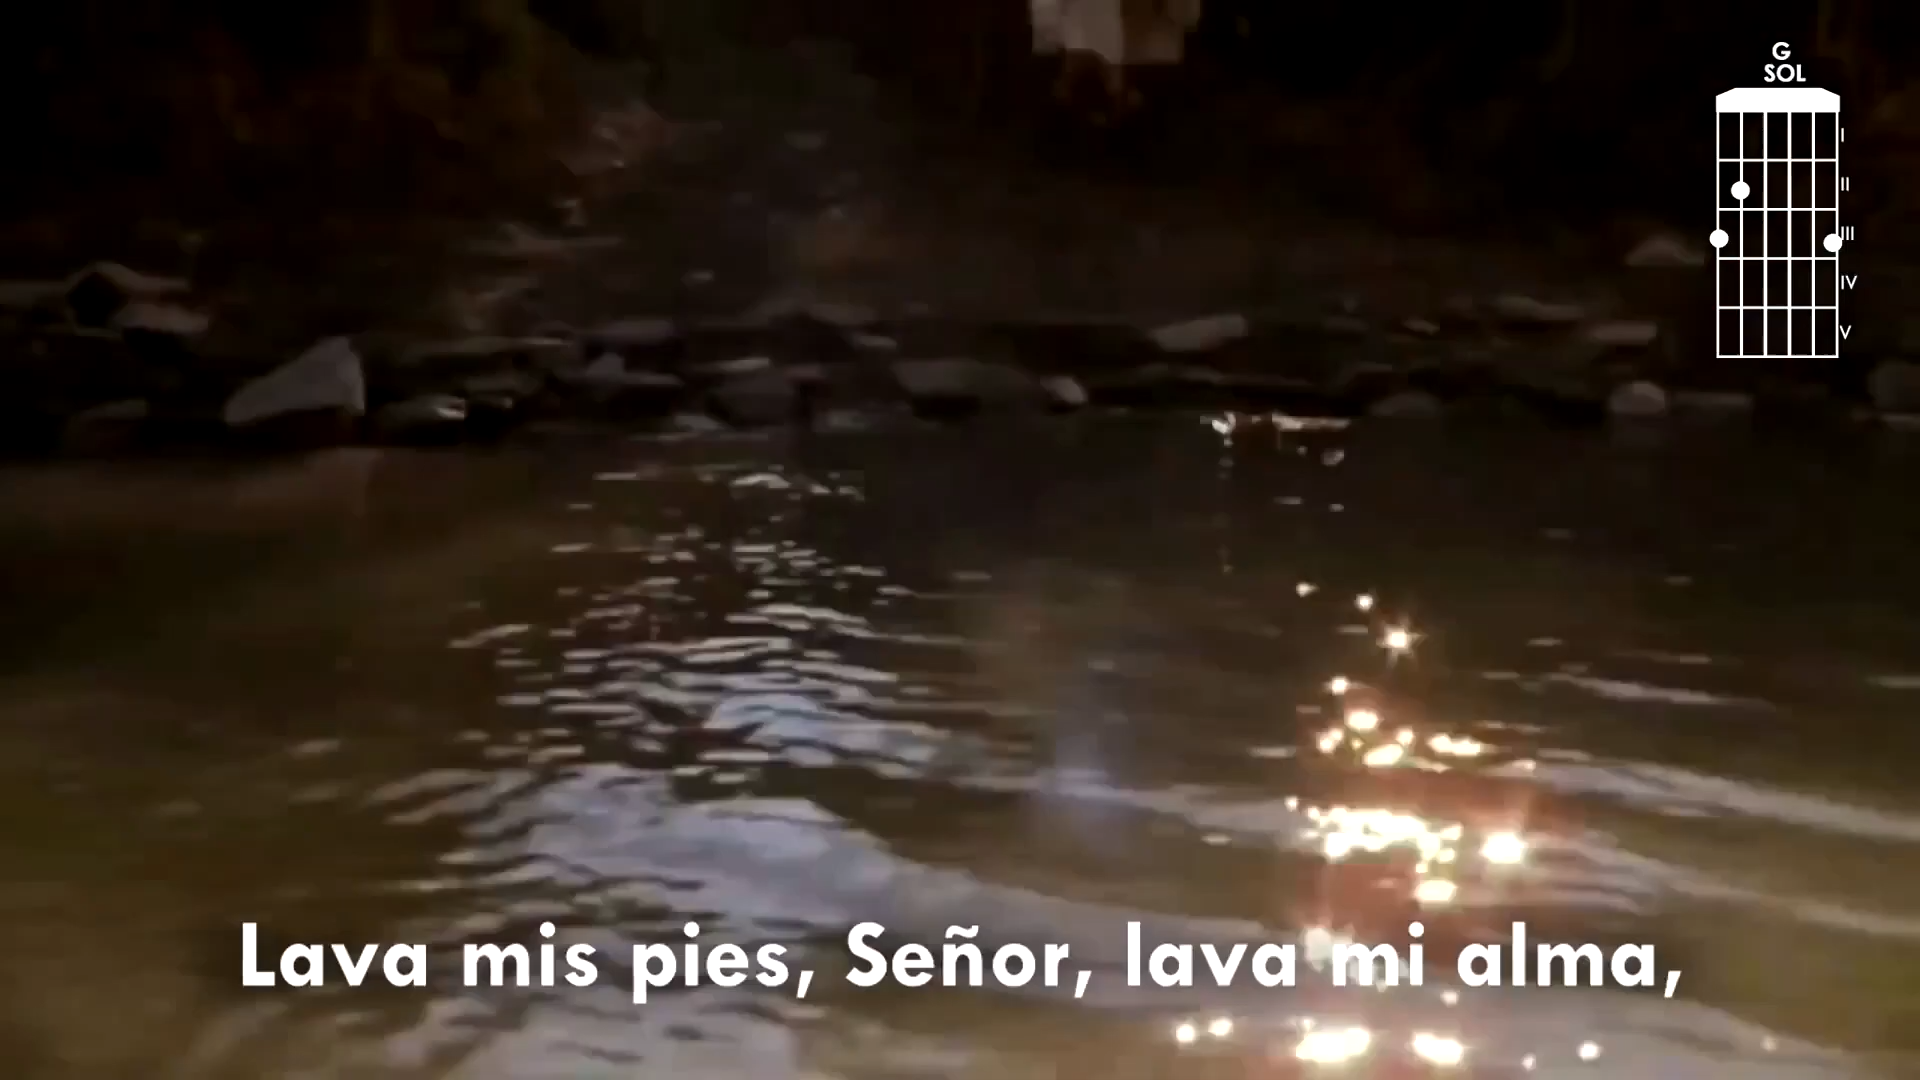 G
SOL
I
II
III
IV
V
Lava mis pies, Señor, lava mi alma,